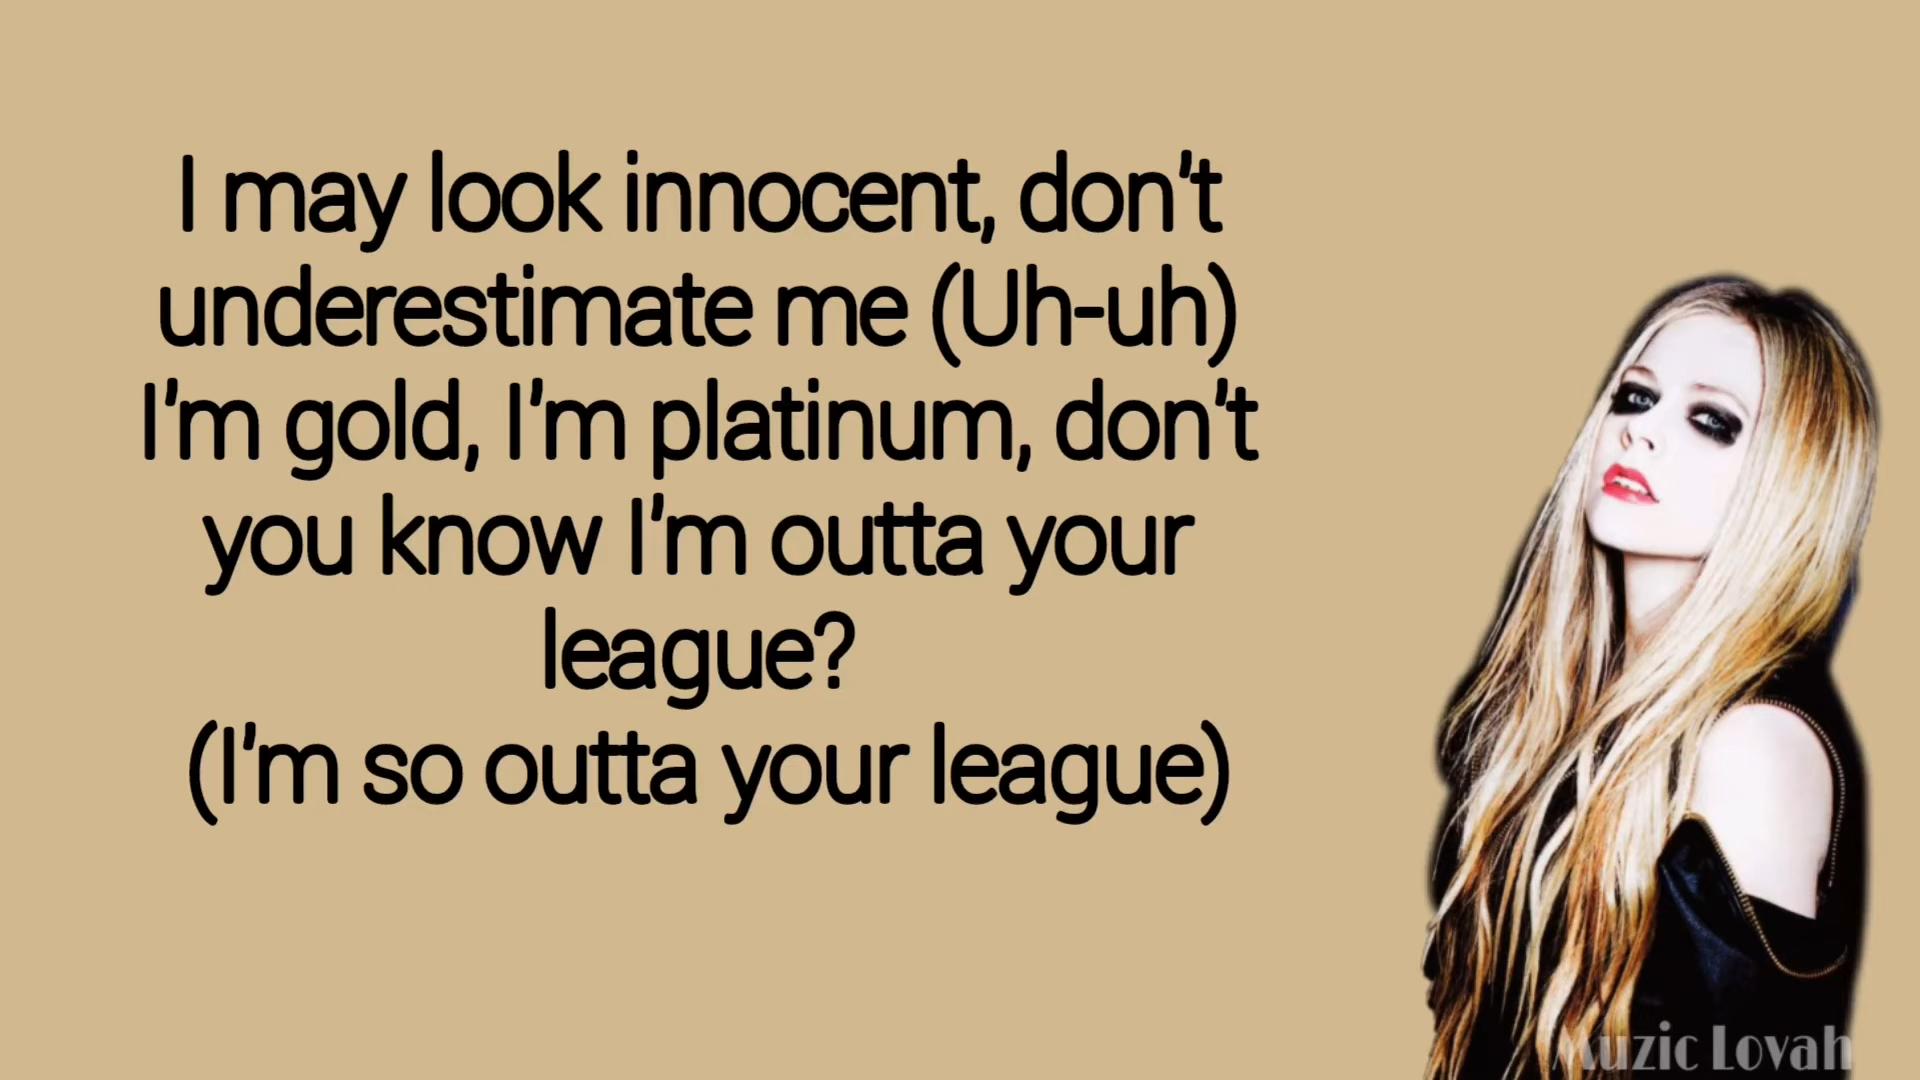 I may look innocent, don't
underestimate me (Uh-uh)
I'm gold, I'm platinum, don't
you know I'm outta your
league?
(I'm so outta your league)
Muzic Lovah